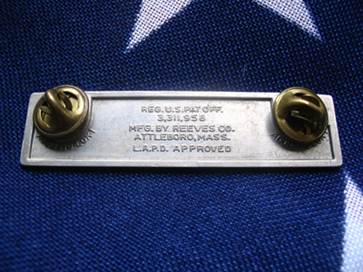 REG. U.S. PAT. OFF.
3,311,958
MFG. BY REEVES CO.
ATTLEBORO, MASS.
L.A.P.D. APPROVED